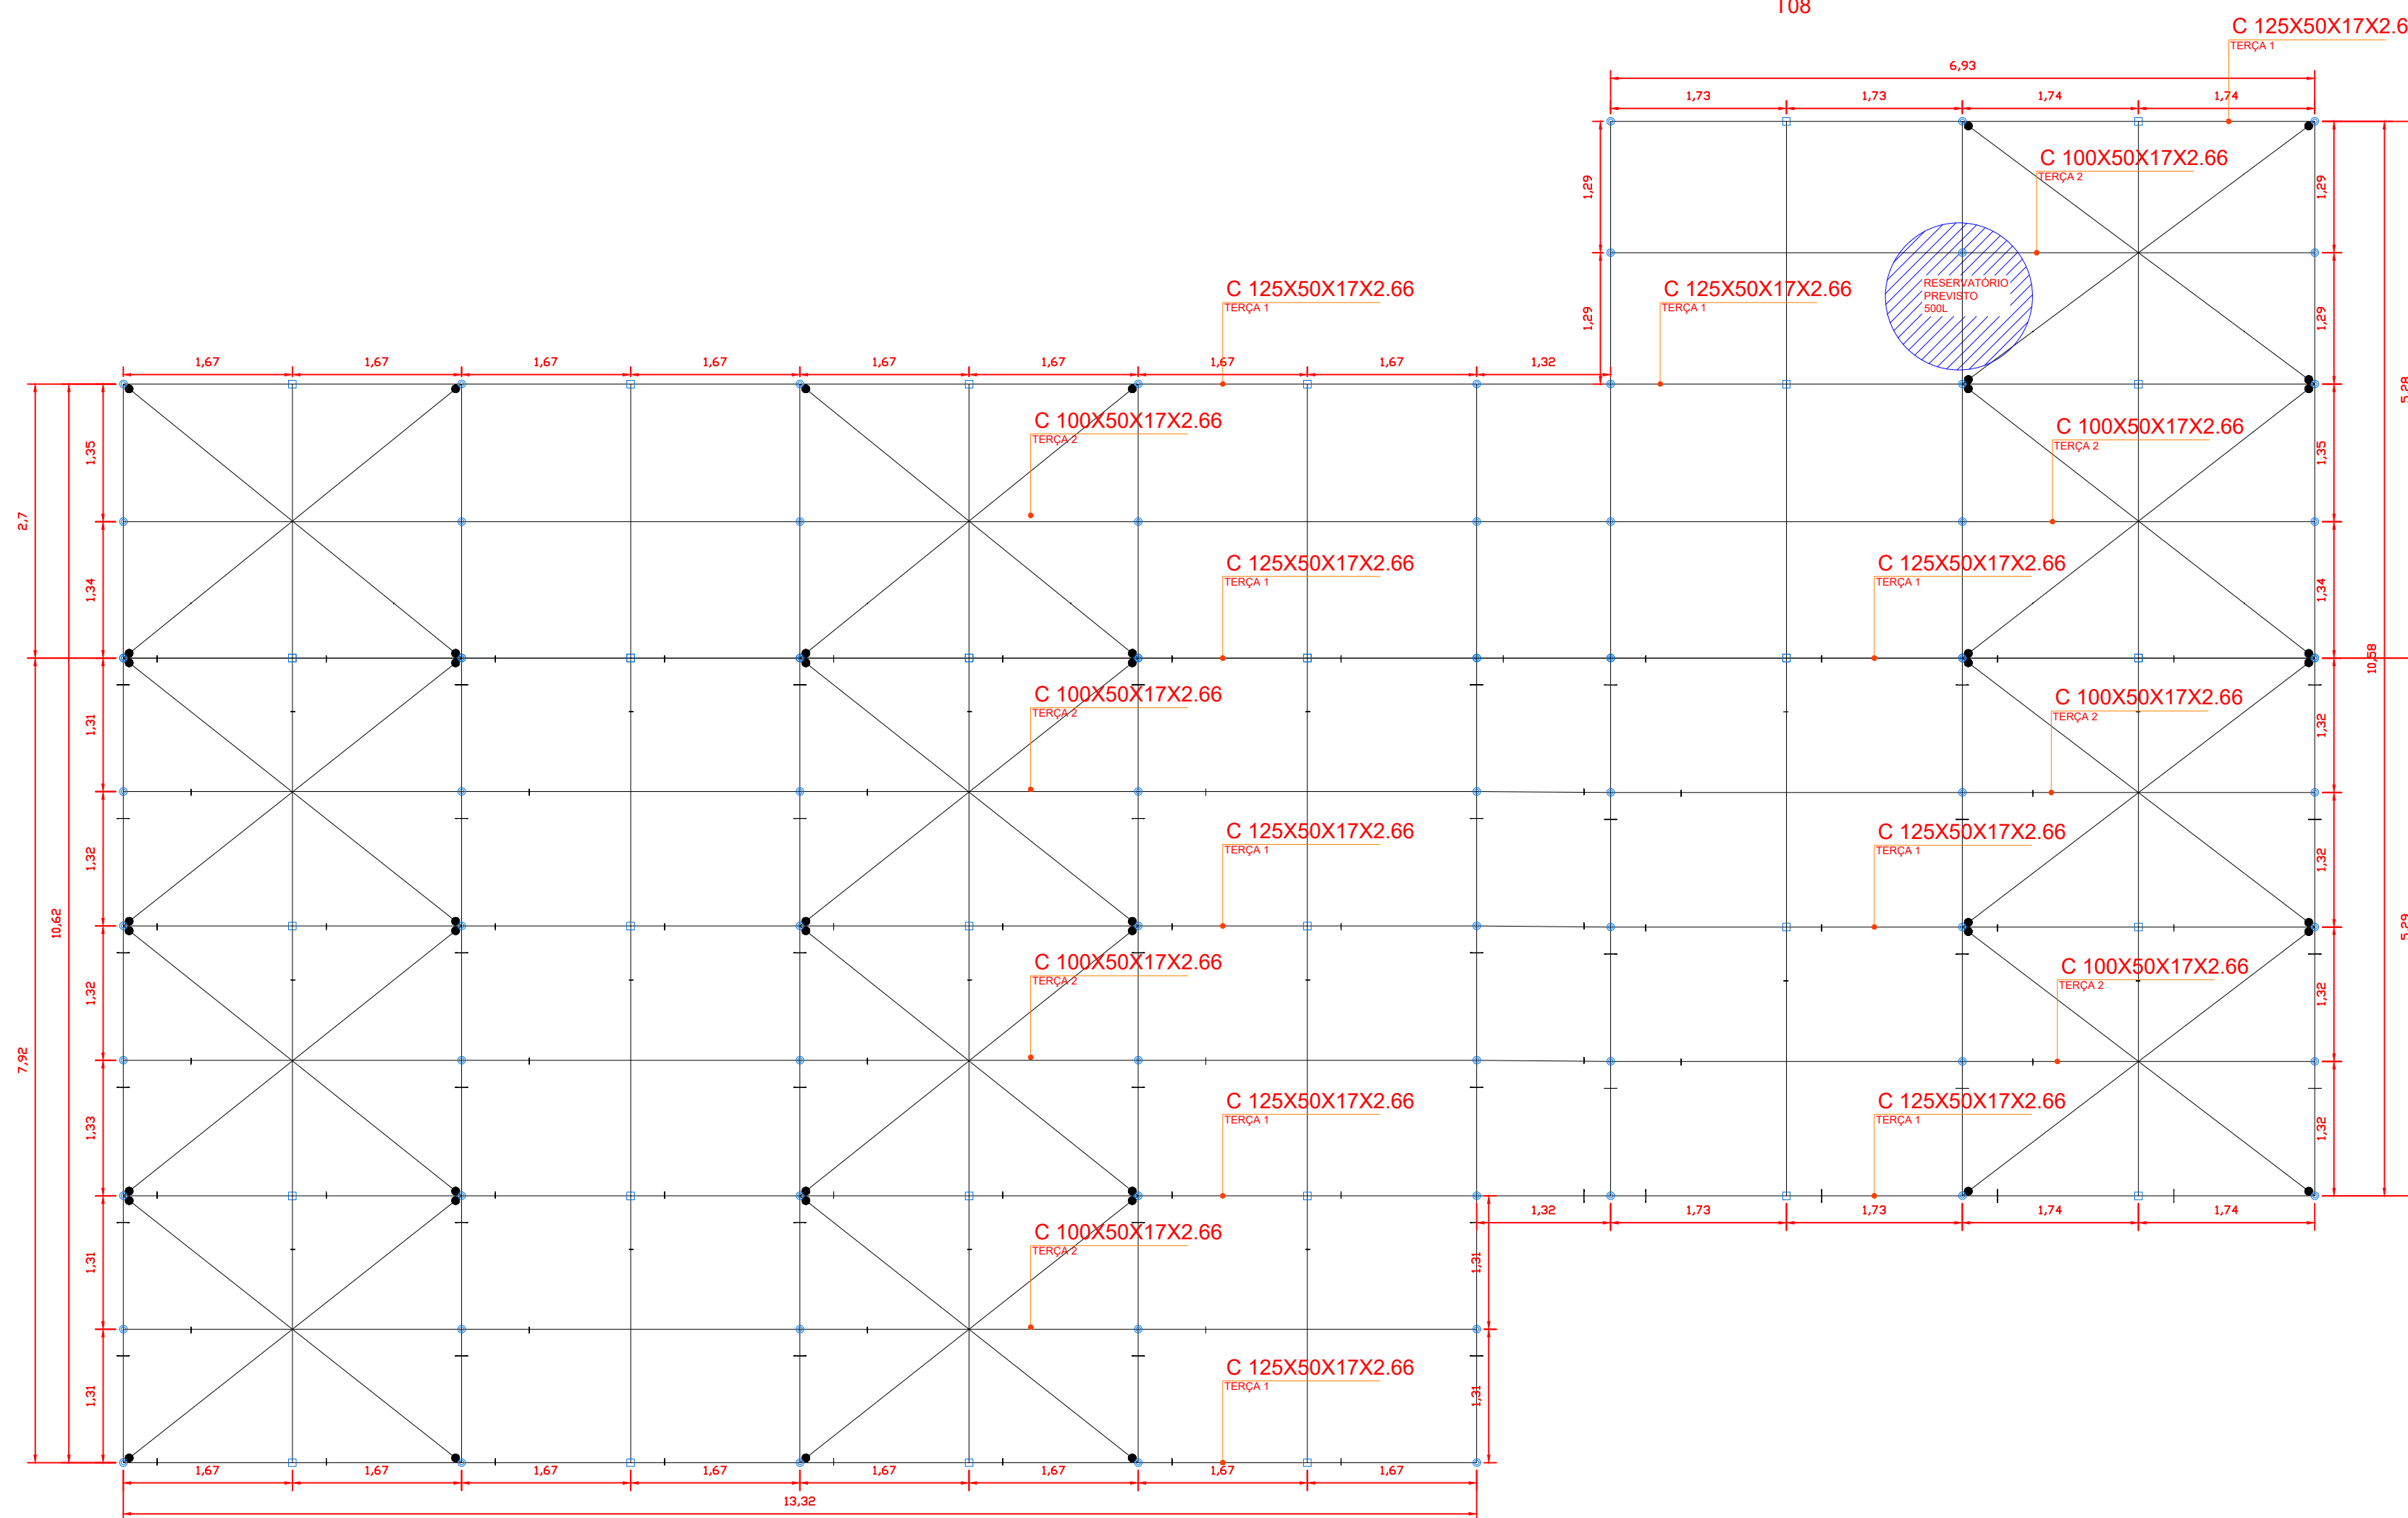 T08
C 125X50X17X2.6
TERÇA 1
6,93
1,73
1,73
1,74
1,74
C 100X50X17X2.66
TERÇA 2
1,29
1,29
C 125X50X17X2.66
TERÇA 1
C 125X50X17X2.66
TERÇA 1
RESERVATÓRIO
PREVISTO
500L
1,29
1,29
1,67
1,67
1,67
1,67
1,67
1,67
1,67
1,67
1,32
5,28
C 100X50X17X2.66
TERÇA 2
C 100X50X17X2.66
TERÇA 2
1,35
1,35
2,7
C 125X50X17X2.66
TERÇA 1
C 125X50X17X2.66
TERÇA 1
1,34
1,34
10,58
C 100X50X17X2.66
TERÇA 2
C 100X50X17X2.66
TERÇA 2
1,31
1,32
C 125X50X17X2.66
TERÇA 1
C 125X50X17X2.66
TERÇA 1
1,32
1,32
10,62
5,29
C 100X50X17X2.66
TERÇA 2
C 100X50X17X2.66
TERÇA 2
1,32
1,32
7,92
C 125X50X17X2.66
TERÇA 1
C 125X50X17X2.66
TERÇA 1
1,33
1,32
1,32
1,73
1,73
1,74
1,74
C 100X50X17X2.66
TERÇA 2
1,31
1,31
C 125X50X17X2.66
TERÇA 1
1,31
1,31
1,67
1,67
1,67
1,67
1,67
1,67
1,67
1,67
13,32